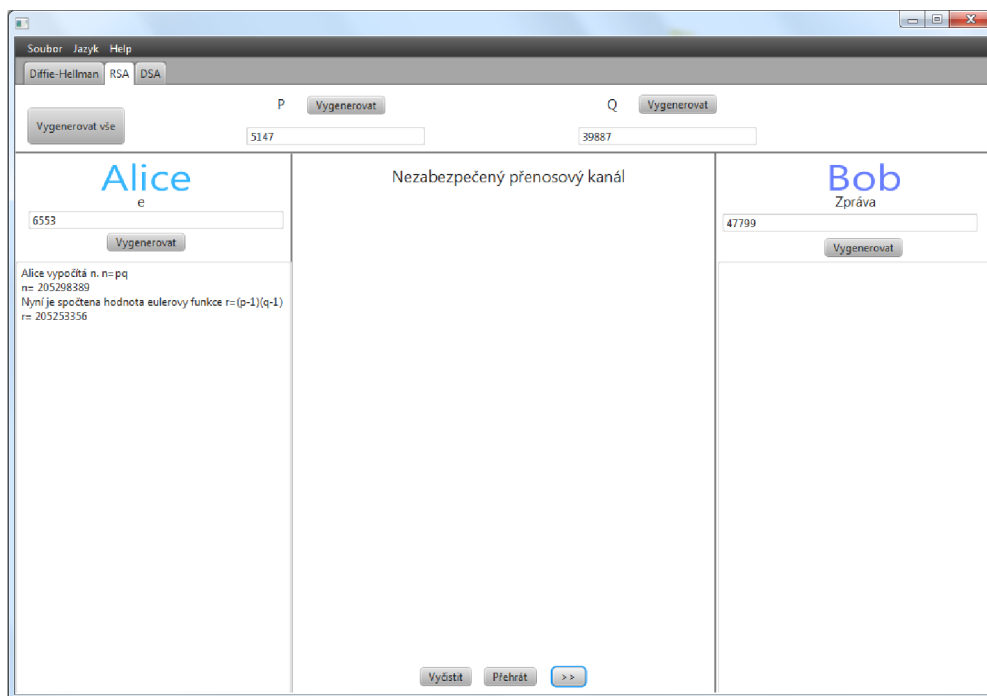 Soubor Jazyk Help
Diffie-Hellman RSA DSA
P Vygenerovat
Q Vygenerovat
Vygenerovat vše
5147
39887
Alice
e
6553
Vygenerovat
Alice vypočítá n. n=pq
n= 205298389
Nyní je spočtena hodnota eulerovy funkce r=(p-1)(q-1)
r= 205253356
Nezabezpečený přenosový kanál
Vyčistit Přehrát >>
Bob
Zpráva
47799
Vygenerovat